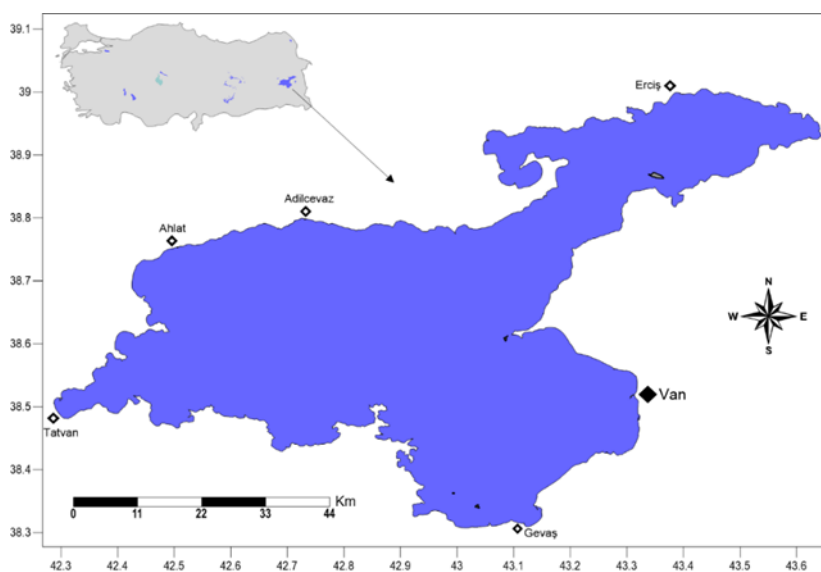 39.1
39
38.9
38.8
38.7
38.6
38.5
38.4
38.3
Erciş
Adilcevaz
Ahlat
N
W E
S
Van
Tatvan
Gevaş
Km
0 11 22 33 44
42.3 42.4 42.5 42.6 42.7 42.8 42.9 43 43.1 43.2 43.3 43.4 43.5 43.6